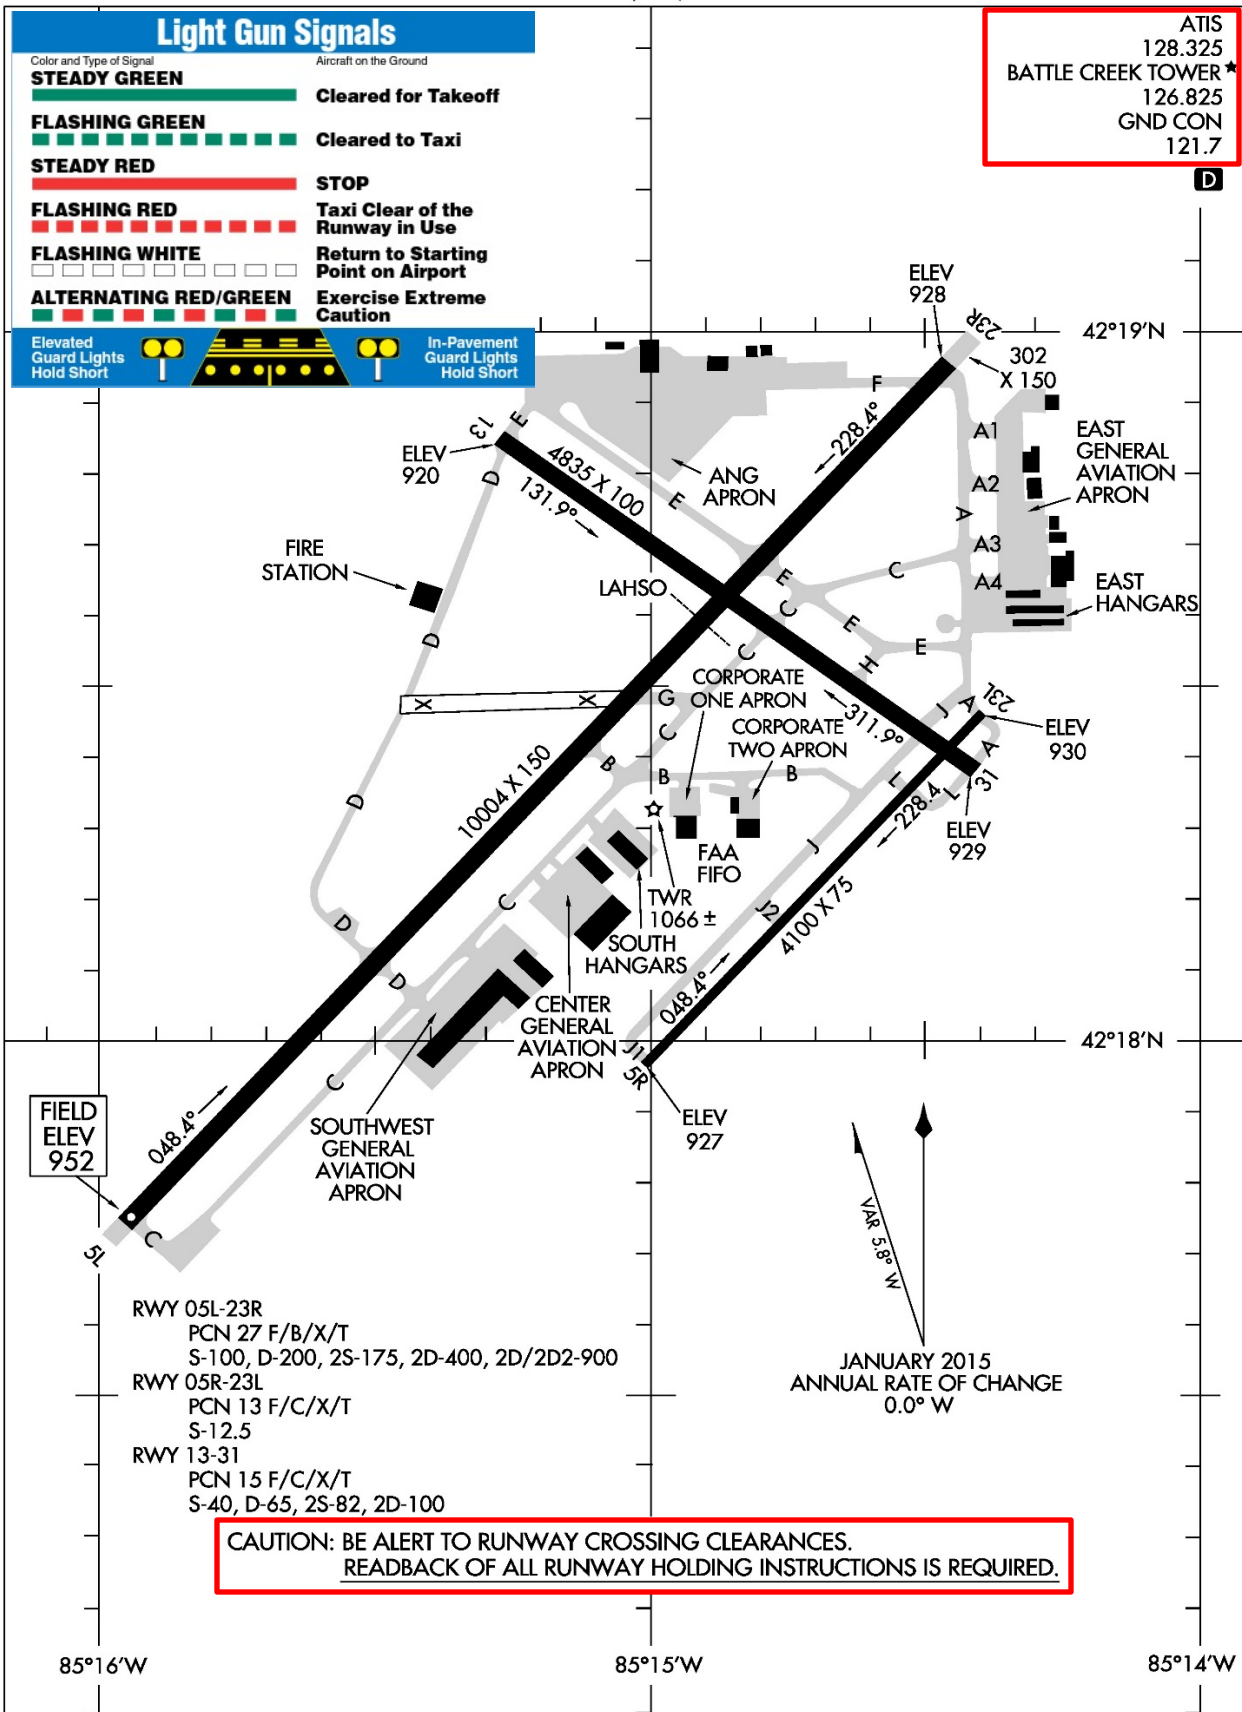 Light Gun Signals
Color and Type of Signal
Aircraft on the Ground
STEADY GREEN
Cleared for Takeoff
FLASHING GREEN
Cleared to Taxi
STEADY RED
STOP
FLASHING RED
Taxi Clear of the
Runway in Use
FLASHING WHITE
Return to Starting
Point on Airport
ALTERNATING RED/GREEN
Exercise Extreme
Caution
Elevated
Guard Lights
Hold Short
In-Pavement
Guard Lights
Hold Short
ATIS
128.325
BATTLE CREEK TOWER
126.825
GND CON
121.7
D
ELEV
928
23R
42°19'N
302
X 150
F
228.4°
13
E
ELEV
920
4835 X 100
131.9°
D
ANG
APRON
E
A1
EAST
GENERAL
AVIATION
APRON
A2
A
A3
A4
EAST
HANGARS
FIRE
STATION
LAHSO
E
C
C
E
E
H
D
C
X
X
G
C
CORPORATE
ONE APRON
CORPORATE
TWO APRON
311.9°
J
A
23L
ELEV
930
A
B
B
B
L
L
31
228.4
ELEV
929
10004 X 150
D
FAA
FIFO
J
TWR
1066 ±
J2
4100 X 75
C
D
SOUTH
HANGARS
D
048.4°
CENTER
GENERAL
AVIATION
APRON
J1
5R
42°18'N
C
ELEV
927
SOUTHWEST
GENERAL
AVIATION
APRON
FIELD
ELEV
952
048.4°
C
5L
VAR 5.8° W
RWY 05L-23R
PCN 27 F/B/X/T
S-100, D-200, 2S-175, 2D-400, 2D/2D2-900
RWY 05R-23L
PCN 13 F/C/X/T
S-12.5
RWY 13-31
PCN 15 F/C/X/T
S-40, D-65, 2S-82, 2D-100
JANUARY 2015
ANNUAL RATE OF CHANGE
0.0° W
CAUTION: BE ALERT TO RUNWAY CROSSING CLEARANCES.
READBACK OF ALL RUNWAY HOLDING INSTRUCTIONS IS REQUIRED.
85°16'W
85°15'W
85°14'W